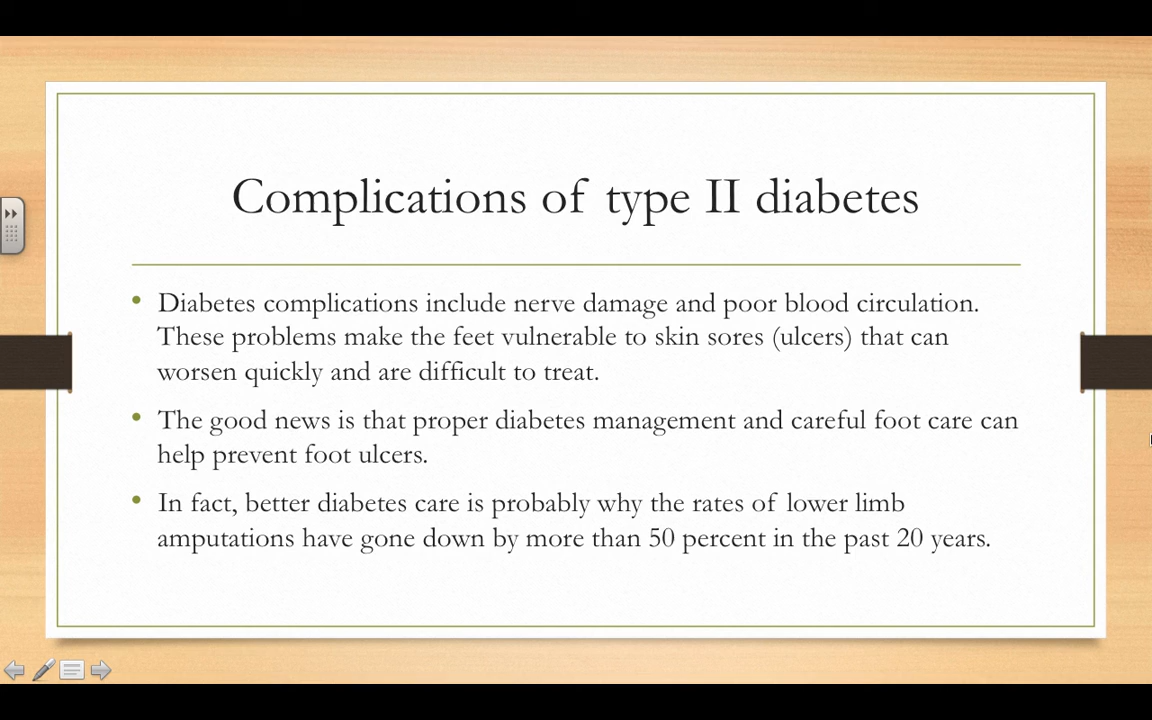 Complications of type II diabetes
• Diabetes complications include nerve damage and poor blood circulation.
These problems make the feet vulnerable to skin sores (ulcers) that can
worsen quickly and are difficult to treat.
• The good news is that proper diabetes management and careful foot care can
help prevent foot ulcers.
• In fact, better diabetes care is probably why the rates of lower limb
amputations have gone down by more than 50 percent in the past 20 years.